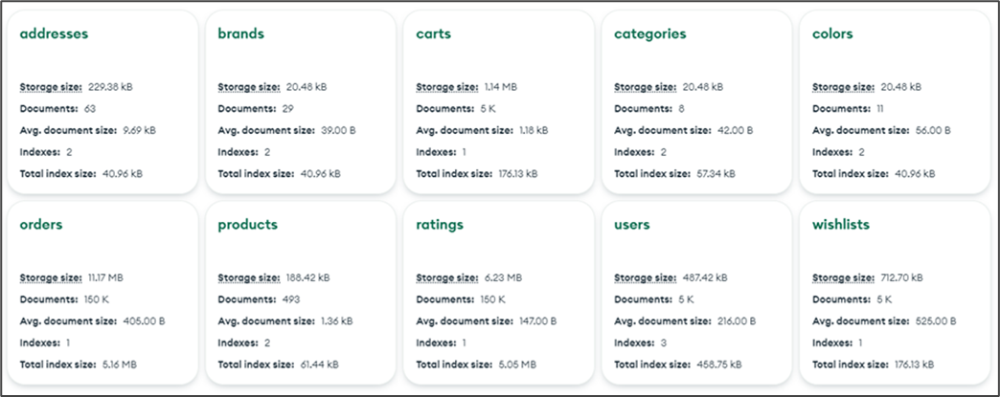 addresses
Storage size: 229.38 kB
Documents: 63
Avg. document size: 9.69 kB
Indexes: 2
Total index size: 40.96 kB
brands
Storage size: 20.48 kB
Documents: 29
Avg. document size: 39.00 B
Indexes: 2
Total index size: 40.96 kB
carts
Storage size: 1.14 MB
Documents: 5 K
Avg. document size: 1.18 kB
Indexes: 1
Total index size: 176.13 kB
categories
Storage size: 20.48 kB
Documents: 8
Avg. document size: 42.00 B
Indexes: 2
Total index size: 57.34 kB
colors
Storage size: 20.48 kB
Documents: 11
Avg. document size: 56.00 B
Indexes: 2
Total index size: 40.96 kB
orders
Storage size: 11.17 MB
Documents: 150 K
Avg. document size: 405.00 B
Indexes: 1
Total index size: 5.16 MB
products
Storage size: 188.42 kB
Documents: 493
Avg. document size: 1.36 kB
Indexes: 2
Total index size: 61.44 kB
ratings
Storage size: 6.23 MB
Documents: 150 K
Avg. document size: 147.00 B
Indexes: 1
Total index size: 5.05 MB
users
Storage size: 487.42 kB
Documents: 5 K
Avg. document size: 216.00 B
Indexes: 3
Total index size: 458.75 kB
wishlists
Storage size: 712.70 kB
Documents: 5 K
Avg. document size: 525.00 B
Indexes: 1
Total index size: 176.13 kB